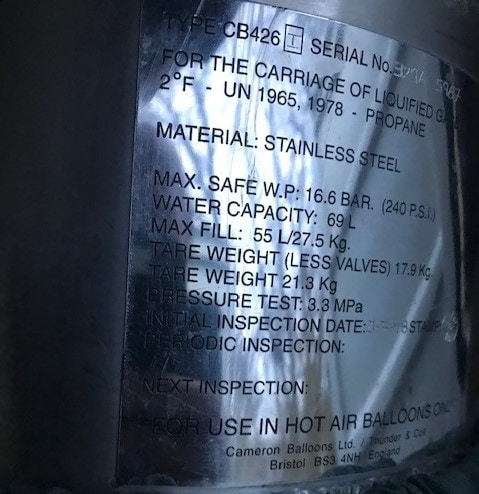 TYPE CB426 I SERIAL No.
FOR THE CARRIAGE OF LIQUIFIED
2°F - UN 1965, 1978 - PROPANE
MATERIAL: STAINLESS STEEL
MAX. SAFE W.P: 16.6 BAR. (240 P.S.I.)
WATER CAPACITY: 69 L
MAX FILL: 55 L/27.5 Kg.
TARE WEIGHT (LESS VALVES) 17.9 Kg.
TARE WEIGHT 21.3 Kg
PRESSURE TEST: 3.3 MPa
INITIAL INSPECTION DATE:
PERIODIC INSPECTION:
NEXT INSPECTION:
"FOR USE IN HOT AIR BALLOONS ONLY"
Cameron Balloons Ltd. / Thunder & Colt
Bristol BS3 4NH England